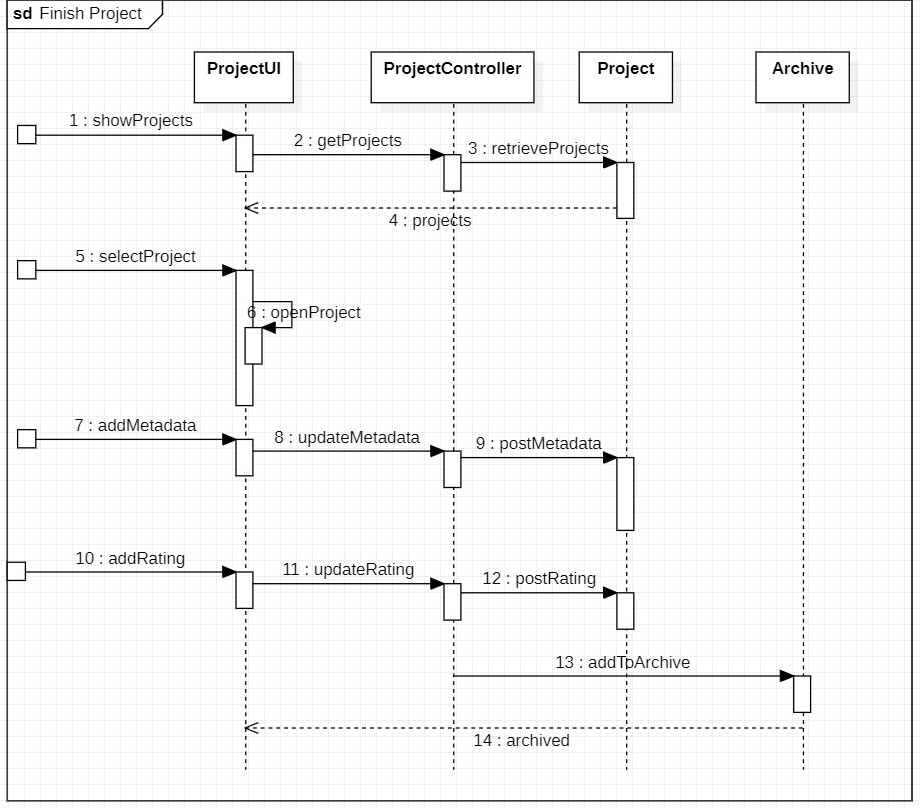 sd Finish Project
ProjectUI
ProjectController
Project
Archive
1 : showProjects
2 : getProjects
3 : retrieveProjects
4 : projects
5 : selectProject
6 : openProject
7 : addMetadata
8 : updateMetadata
9 : postMetadata
10 : addRating
11 : updateRating
12 : postRating
13 : addToArchive
14 : archived